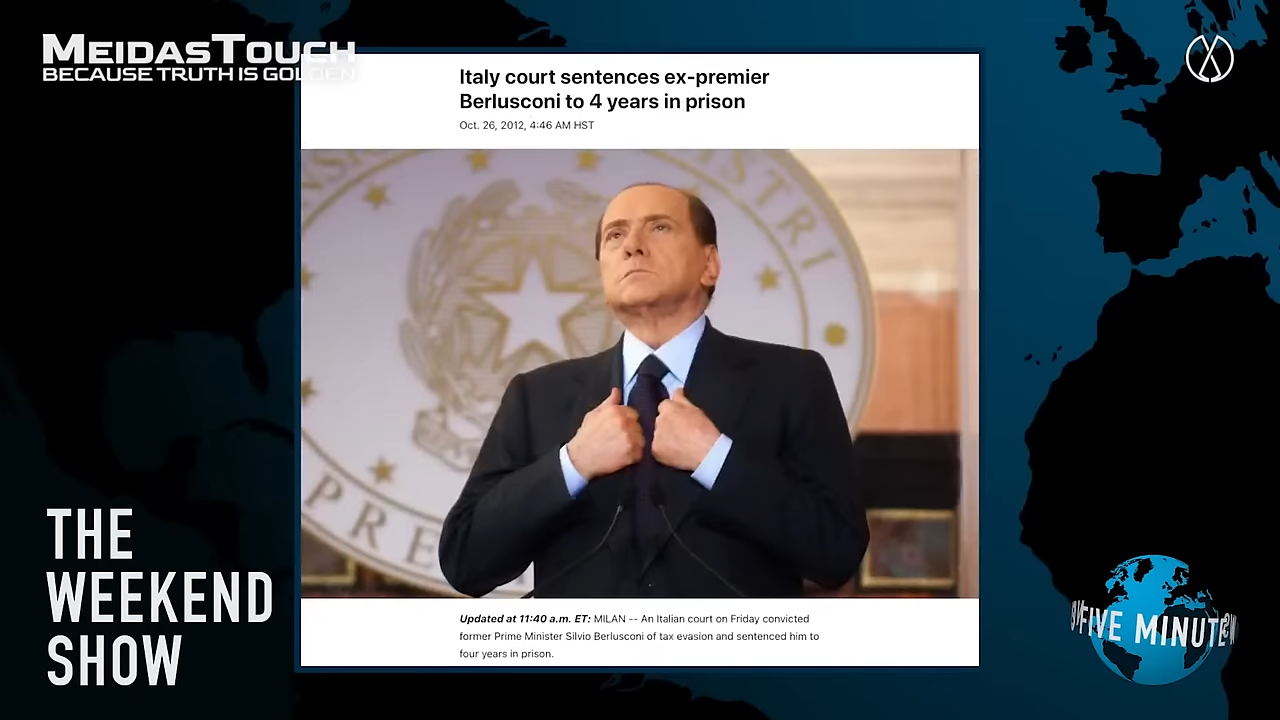 MEIDASTOUCH
BECAUSE TRUTH IS GOLDEN
Italy court sentences ex-premier
Berlusconi to 4 years in prison
Oct. 26, 2012, 4:46 AM HST
STRI
PRE
Updated at 11:40 a.m. ET: MILAN -- An Italian court on Friday convicted
former Prime Minister Silvio Berlusconi of tax evasion and sentenced him to
four years in prison.
THE
WEEKEND
SHOW
FIVE MINUTE